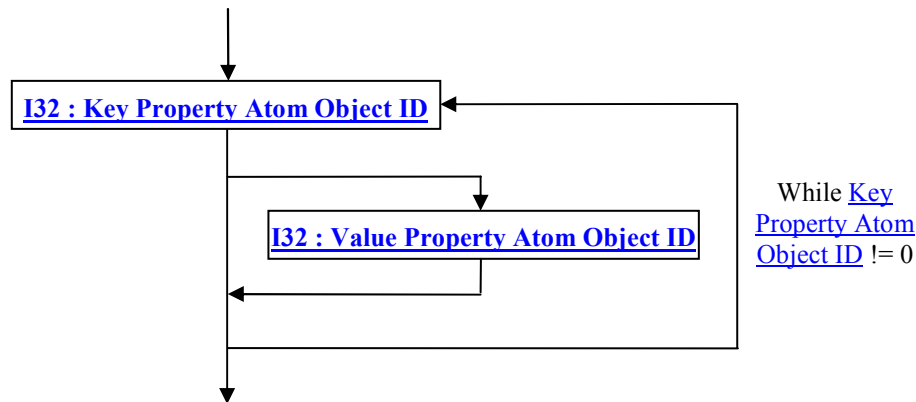 I32 : Key Property Atom Object ID
I32 : Value Property Atom Object ID
While Key
Property Atom
Object ID != 0